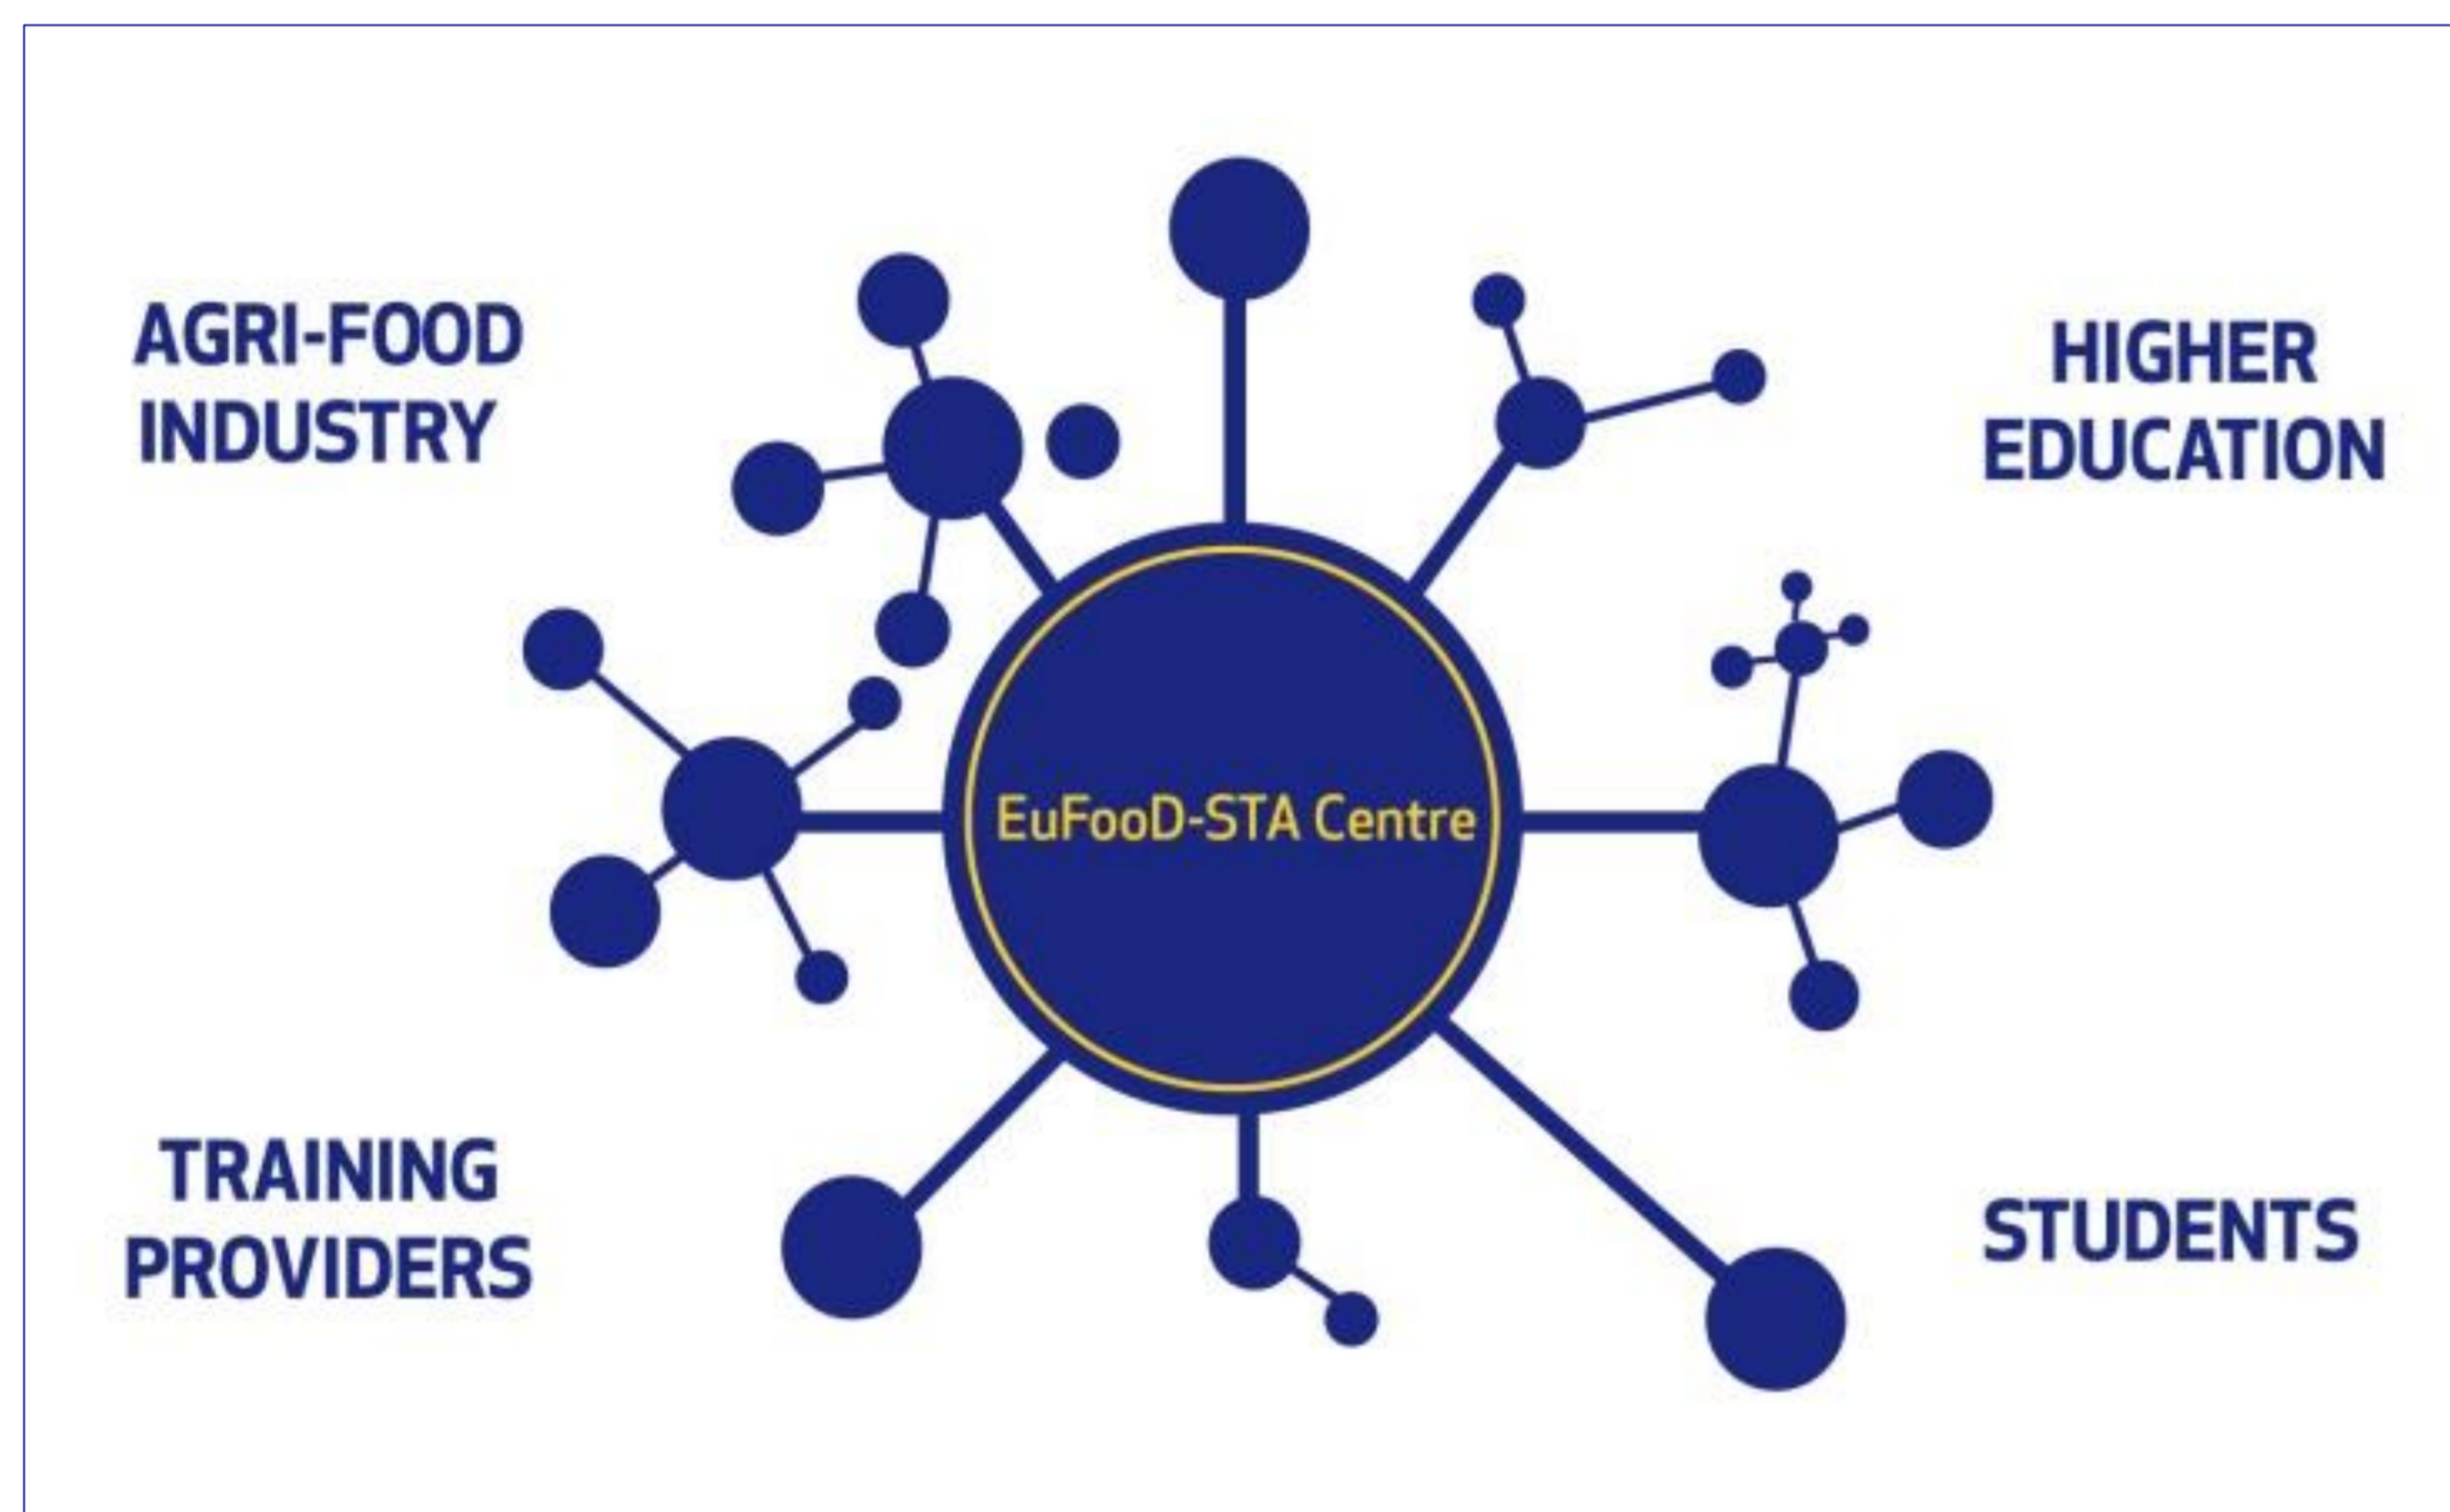 AGRI-FOOD
INDUSTRY
HIGHER
EDUCATION
EuFooD-STA Centre
TRAINING
PROVIDERS
STUDENTS